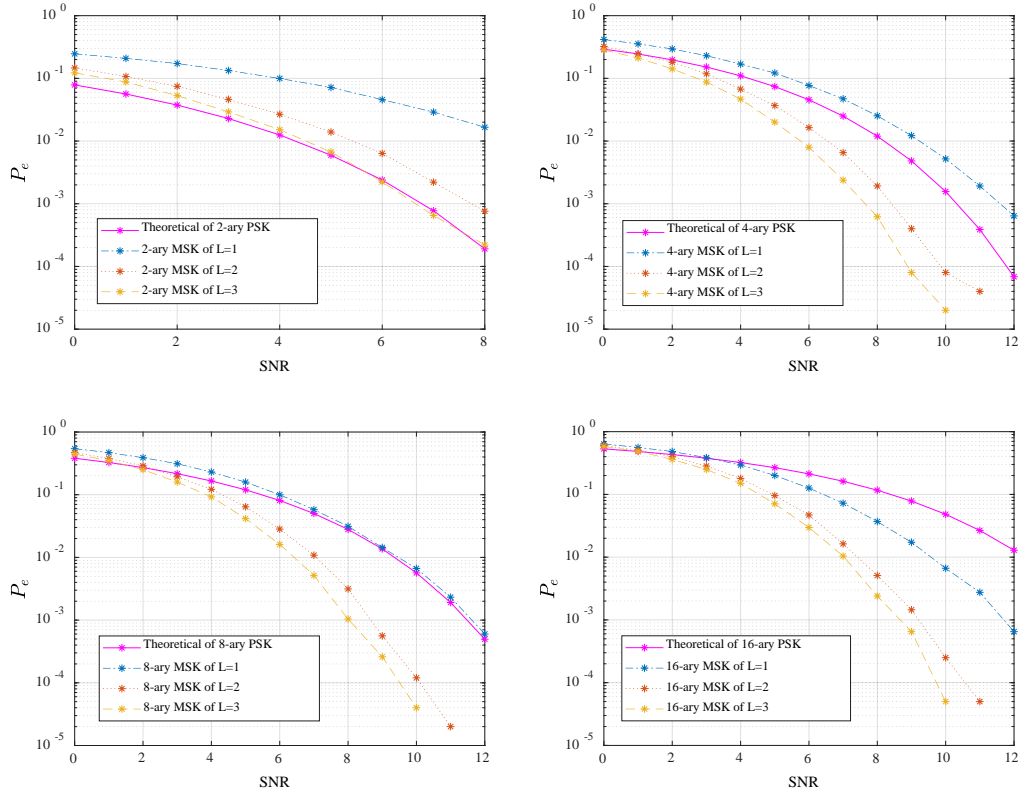 10^0
10^-1
10^-2
10^-3
10^-4
10^-5
P_e
0 2 4 6 8
SNR
Theoretical of 2-ary PSK
2-ary MSK of L=1
2-ary MSK of L=2
2-ary MSK of L=3
10^0
10^-1
10^-2
10^-3
10^-4
10^-5
P_e
0 2 4 6 8 10 12
SNR
Theoretical of 4-ary PSK
4-ary MSK of L=1
4-ary MSK of L=2
4-ary MSK of L=3
10^0
10^-1
10^-2
10^-3
10^-4
10^-5
P_e
0 2 4 6 8 10 12
SNR
Theoretical of 8-ary PSK
8-ary MSK of L=1
8-ary MSK of L=2
8-ary MSK of L=3
10^0
10^-1
10^-2
10^-3
10^-4
10^-5
P_e
0 2 4 6 8 10 12
SNR
Theoretical of 16-ary PSK
16-ary MSK of L=1
16-ary MSK of L=2
16-ary MSK of L=3